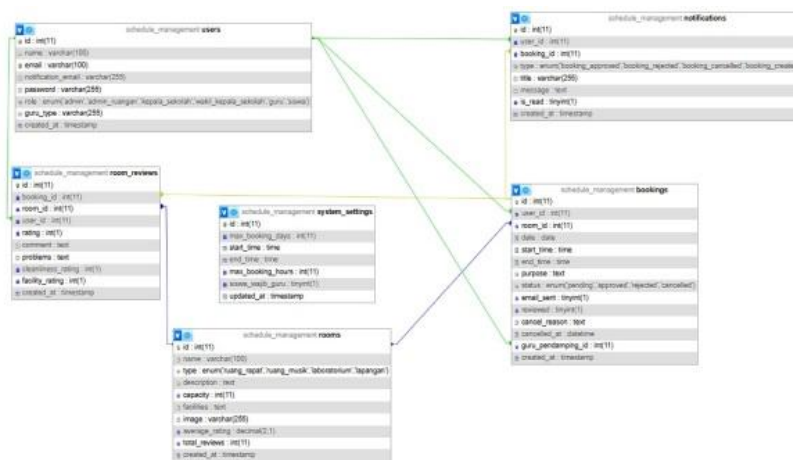 schedule_management users
id : int(11)
name : varchar(100)
email : varchar(100)
notification_email : varchar(255)
password : varchar(255)
role : enum('admin','admin_ruangan','kepala_sekolah','wakil_kepala_sekolah','guru','siswa')
guru_type : varchar(255)
created_at : timestamp
schedule_management notifications
id : int(11)
user_id : int(11)
booking_id : int(11)
type : enum('booking_approved','booking_rejected','booking_cancelled','booking_create
title : varchar(255)
message : text
is_read : tinyint(1)
created_at : timestamp
schedule_management room_reviews
id : int(11)
booking_id : int(11)
room_id : int(11)
user_id : int(11)
rating : int(1)
comment : text
problems : text
cleanliness_rating : int(1)
facility_rating : int(1)
created_at : timestamp
schedule_management system_settings
id : int(11)
max_booking_days : int(11)
start_time : time
end_time : time
max_booking_hours : int(11)
siswa_wajib_guru : tinyint(1)
updated_at : timestamp
schedule_management bookings
id : int(11)
user_id : int(11)
room_id : int(11)
date : date
start_time : time
end_time : time
purpose : text
status : enum('pending','approved','rejected','cancelled')
email_sent : tinyint(1)
reviewed : tinyint(1)
cancel_reason : text
cancelled_at : datetime
guru_pendamping_id : int(11)
created_at : timestamp
schedule_management rooms
id : int(11)
name : varchar(100)
type : enum('ruang_rapat','ruang_musik','laboratorium','lapangan')
description : text
capacity : int(11)
facilities : text
image : varchar(255)
average_rating : decimal(2,1)
total_reviews : int(11)
created_at : timestamp